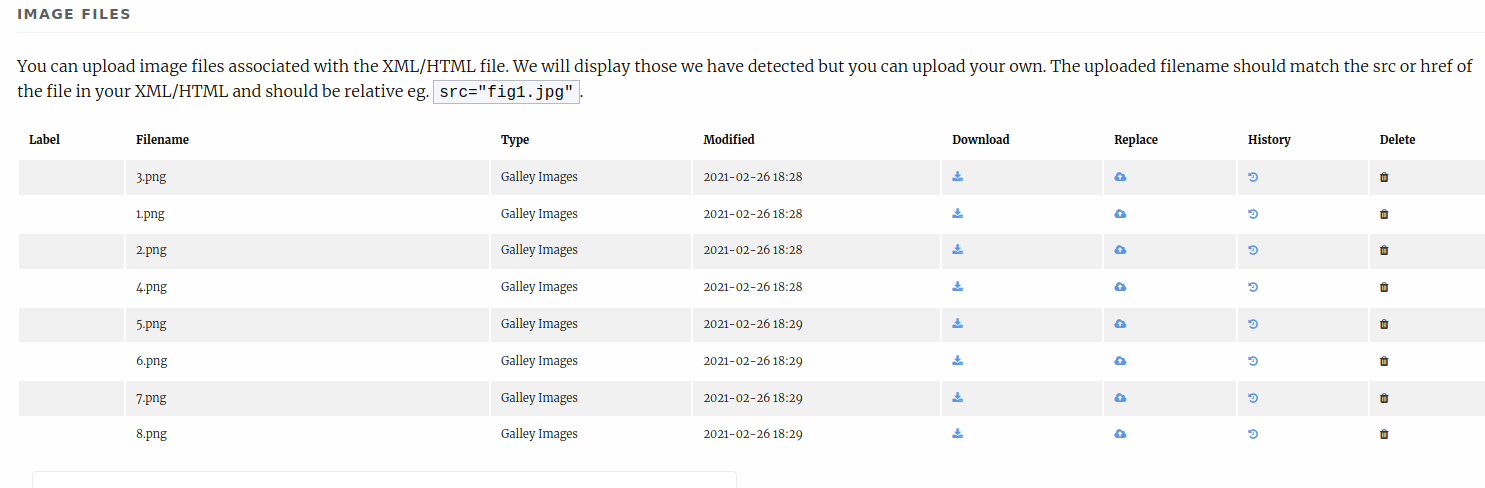 IMAGE FILES
You can upload image files associated with the XML/HTML file. We will display those we have detected but you can upload your own. The uploaded filename should match the src or href of
the file in your XML/HTML and should be relative eg. src="fig1.jpg".
Label Filename Type Modified Download Replace History Delete
3.png Galley Images 2021-02-26 18:28
1.png Galley Images 2021-02-26 18:28
2.png Galley Images 2021-02-26 18:28
4.png Galley Images 2021-02-26 18:28
5.png Galley Images 2021-02-26 18:29
6.png Galley Images 2021-02-26 18:29
7.png Galley Images 2021-02-26 18:29
8.png Galley Images 2021-02-26 18:29